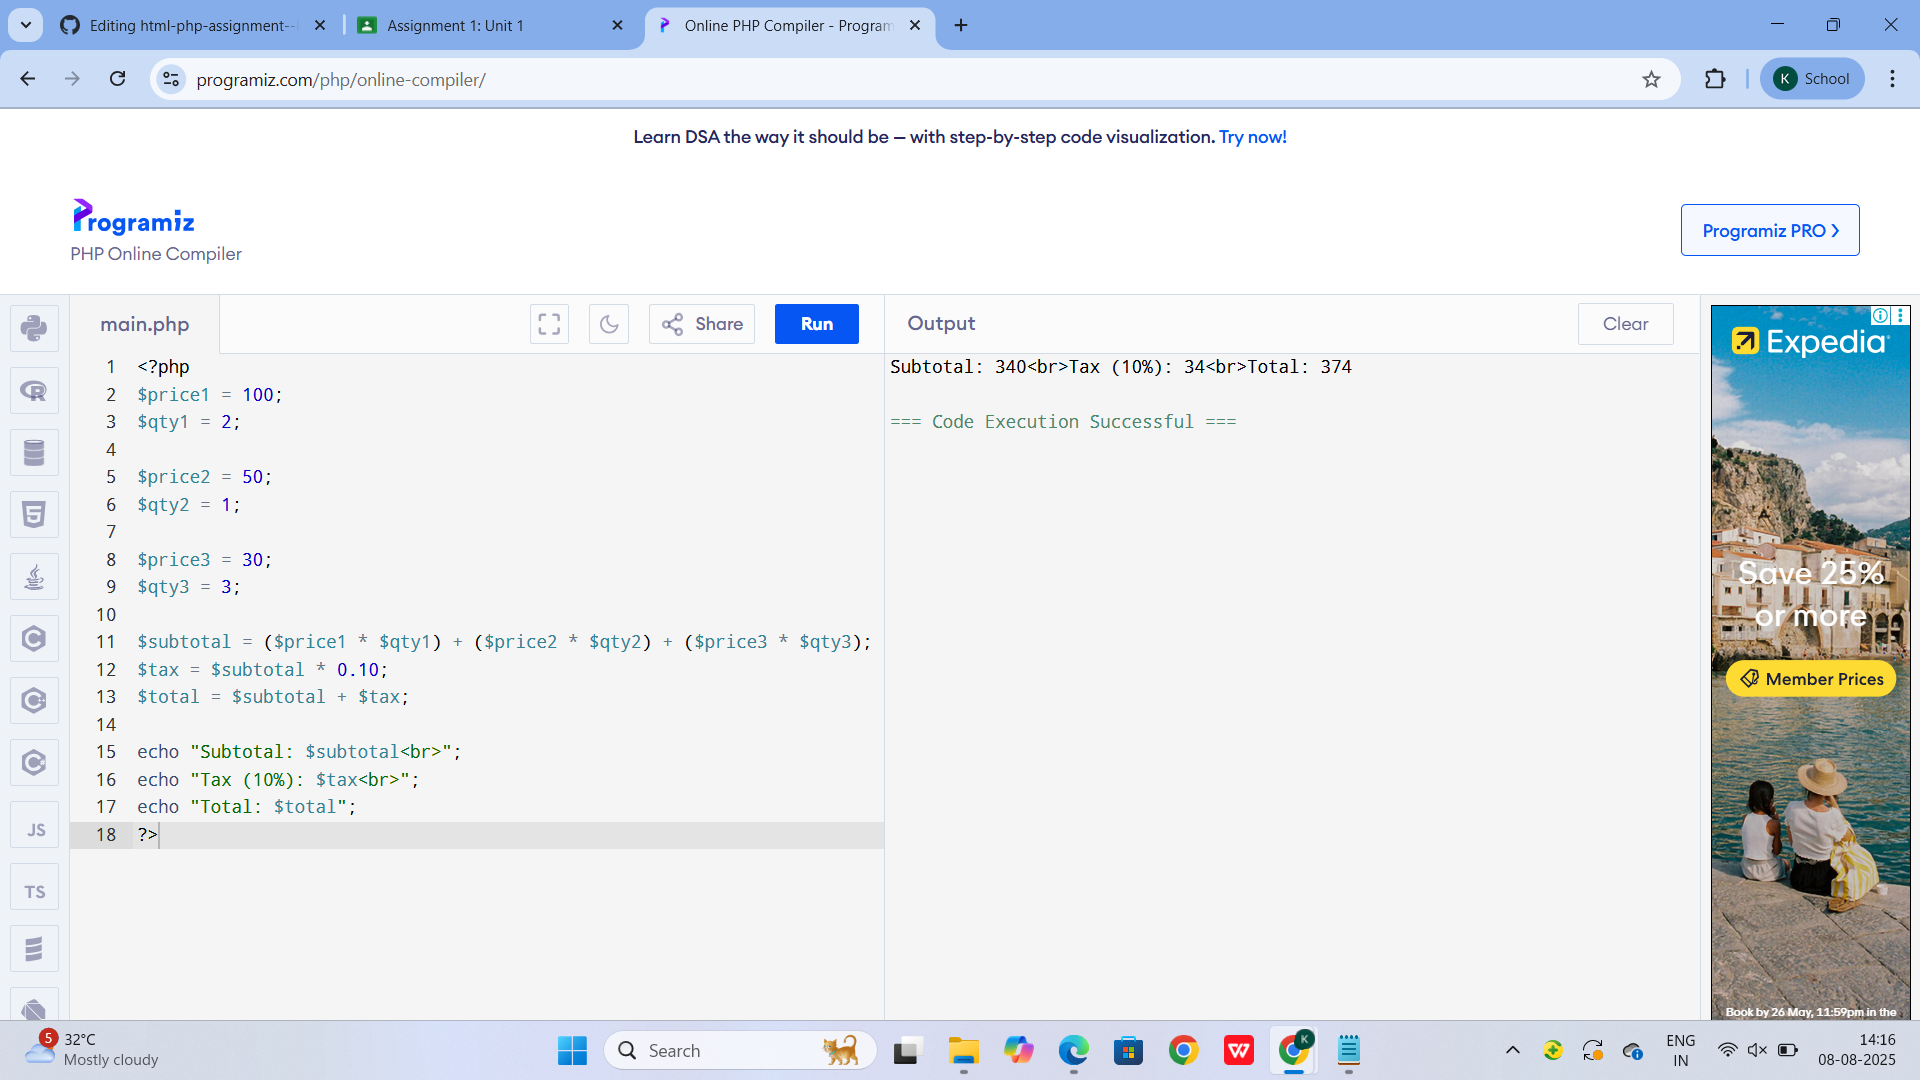 Editing html-php-assignment--
Assignment 1: Unit 1
Online PHP Compiler - Program
programiz.com/php/online-compiler/
K School
Learn DSA the way it should be — with step-by-step code visualization. Try now!
Programiz
PHP Online Compiler
Programiz PRO
main.php
Share
Run
Output
Clear
1 <?php
2 $price1 = 100;
3 $qty1 = 2;
4
5 $price2 = 50;
6 $qty2 = 1;
7
8 $price3 = 30;
9 $qty3 = 3;
10
11 $subtotal = ($price1 * $qty1) + ($price2 * $qty2) + ($price3 * $qty3);
12 $tax = $subtotal * 0.10;
13 $total = $subtotal + $tax;
14
15 echo "Subtotal: $subtotal<br>";
16 echo "Tax (10%): $tax<br>";
17 echo "Total: $total";
18 ?>
Subtotal: 340<br>Tax (10%): 34<br>Total: 374
=== Code Execution Successful ===
JS
TS
Expedia
Save 25%
or more
Member Prices
Book by 26 May, 11:59pm in the
5
32°C
Mostly cloudy
Search
K
ENG
IN
14:16
08-08-2025